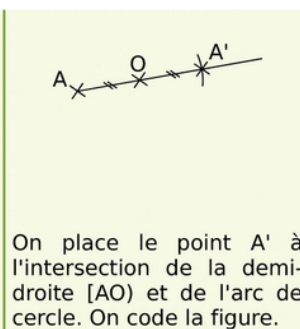 A O A'
On place le point A' à
l'intersection de la demi-
droite [AO) et de l'arc de
cercle. On code la figure.